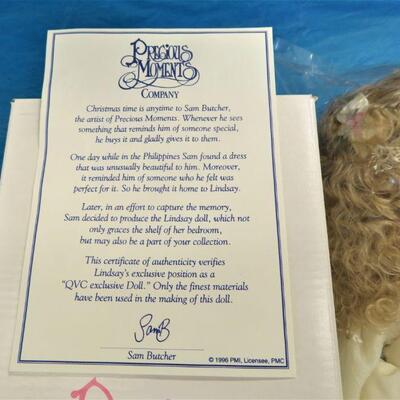 PRECIOUS
MOMENTS
COMPANY
Christmas time is anytime to Sam Butcher,
the artist of Precious Moments. Whenever he sees
something that reminds him of someone special,
he buys it and gladly gives it to them.
One day while in the Philippines Sam found a dress
that was unusually beautiful to him. Moreover,
it reminded him of someone who he felt was
perfect for it. So he brought it home to Lindsay.
Later, in an effort to capture the memory,
Sam decided to produce the Lindsay doll, which not
only graces the shelf of her bedroom,
but may also be a part of your collection.
This certificate of authenticity verifies
Lindsay's exclusive position as a
"QVC exclusive Doll." Only the finest materials
have been used in the making of this doll.
SamB
Sam Butcher
© 1996 PMI, Licensee, PMC